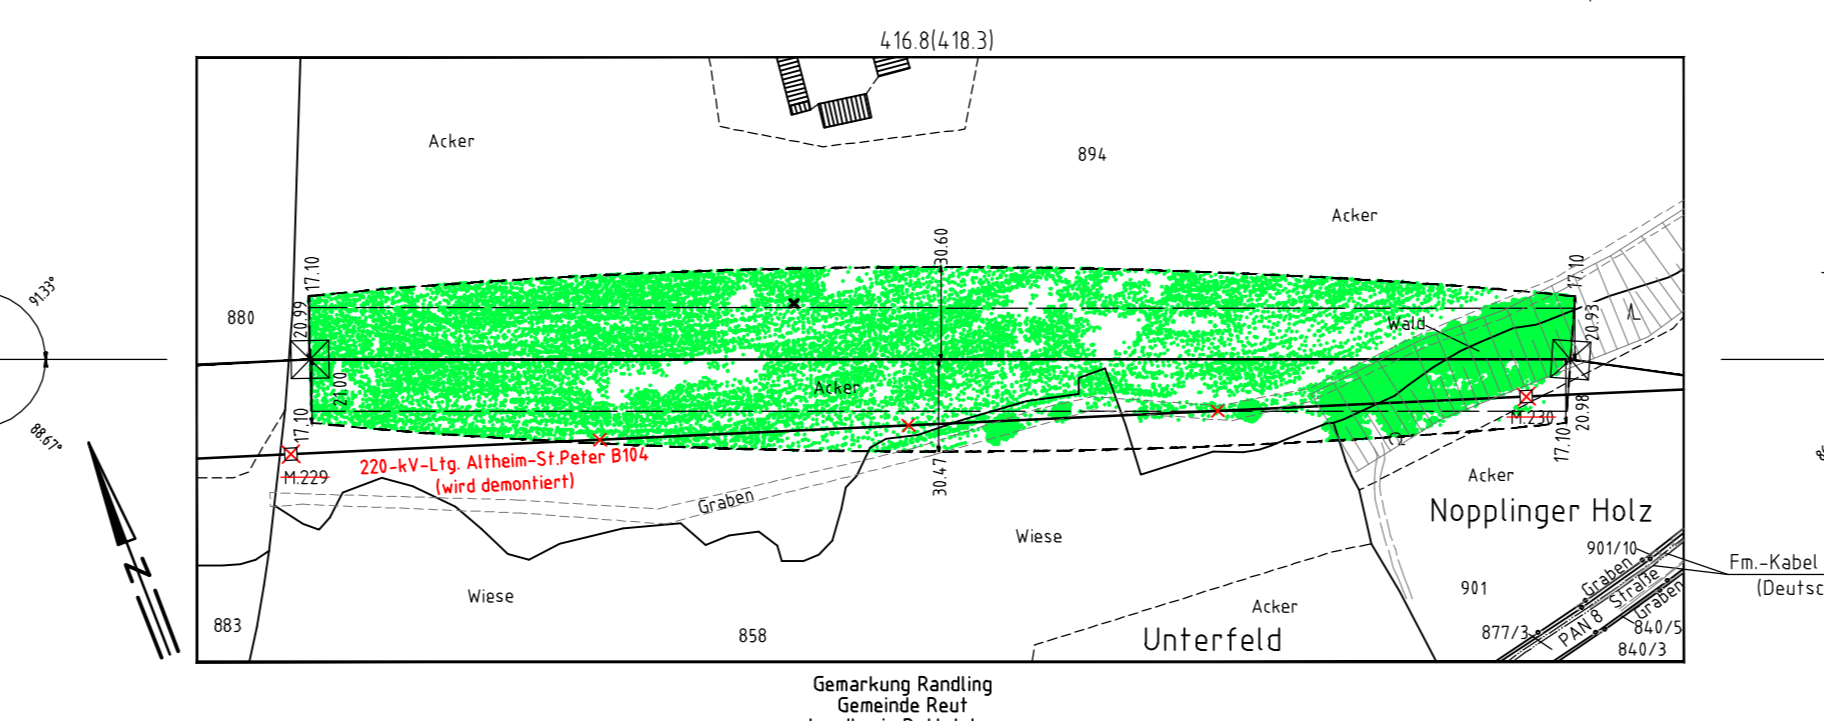 416.8(418.3)
Acker
894
Acker
91.33°
880
17.10
20.99
30.60
17.10
20.93
Wald
Acker
21.00
17.10
88.67°
M.229
220-kV-Ltg. Altheim-St.Peter B104
(wird demontiert)
30.47
M.230
20.98
17.10
Acker
Graben
Nopplinger Holz
Wiese
901/10
Fm.-Kabel
(Deutsc
Graben
Straße
Graben
PAN 8
901
Wiese
Acker
883
858
Unterfeld
877/3
840/5
840/3
N
Gemarkung Randling
Gemeinde Reut